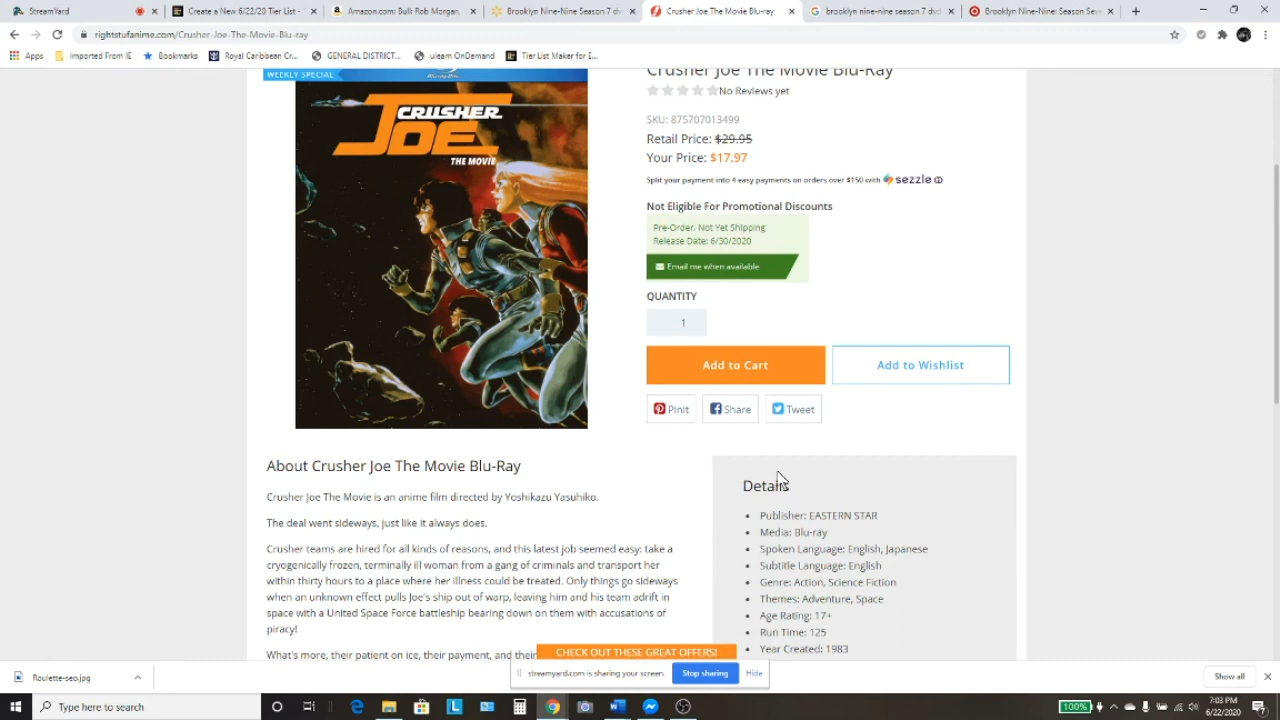 StreamYard
Create a New 6/22/20 Tier List -
Amazon.com: Bulk Rob Morgan,
Brooklyn Nine-Nine Season 7 dv
Crusher Joe The Movie Blu-Ray
brooklyn nine-nine season 7 dv
Brooklyn Nine-Nine: Season Sev
rightstufanime.com/Crusher-Joe-The-Movie-Blu-ray
Apps
Imported From IE
Bookmarks
Royal Caribbean Cr...
GENERAL DISTRICT...
ulearn OnDemand
Tier List Maker for I...
WEEKLY SPECIAL
Blu-ray Disc
CRUSHER
JOE
THE MOVIE
Crusher Joe The Movie Blu-Ray
No Reviews yet
SKU: 875707013499
Retail Price: $29.95
Your Price: $17.97
Split your payment into 4 easy payments on orders over $150 with sezzle
Not Eligible For Promotional Discounts
Pre-Order, Not Yet Shipping
Release Date: 6/30/2020
Email me when available
QUANTITY
1
Add to Cart
Add to Wishlist
Pinit
Share
Tweet
About Crusher Joe The Movie Blu-Ray
Crusher Joe The Movie is an anime film directed by Yoshikazu Yasuhiko.
The deal went sideways, just like it always does.
Crusher teams are hired for all kinds of reasons, and this latest job seemed easy: take a
cryogenically frozen, terminally ill woman from a gang of criminals and transport her
within thirty hours to a place where her illness could be treated. Only things go sideways
when an unknown effect pulls Joe's ship out of warp, leaving him and his team adrift in
space with a United Space Force battleship bearing down on them with accusations of
piracy!
What's more, their patient on ice, their payment, and their
Details
Publisher: EASTERN STAR
Media: Blu-ray
Spoken Language: English, Japanese
Subtitle Language: English
Genre: Action, Science Fiction
Themes: Adventure, Space
Age Rating: 17+
Run Time: 125
Year Created: 1983
CHECK OUT THESE GREAT OFFERS!
streamyard.com is sharing your screen.
Stop sharing
Hide
Roulette-seo.jpg
Show all
Type here to search
100%
7:03 PM
6/22/2020